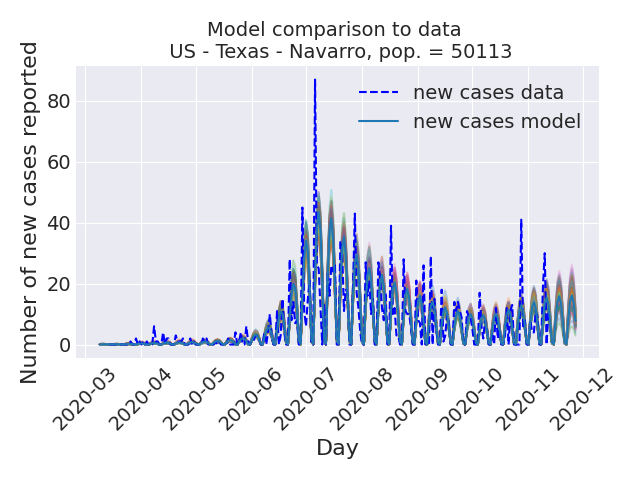 Model comparison to data
US - Texas - Navarro, pop. = 50113
Number of new cases reported
80
60
40
20
0
new cases data
new cases model
2020-03
2020-04
2020-05
2020-06
2020-07
2020-08
2020-09
2020-10
2020-11
2020-12
Day